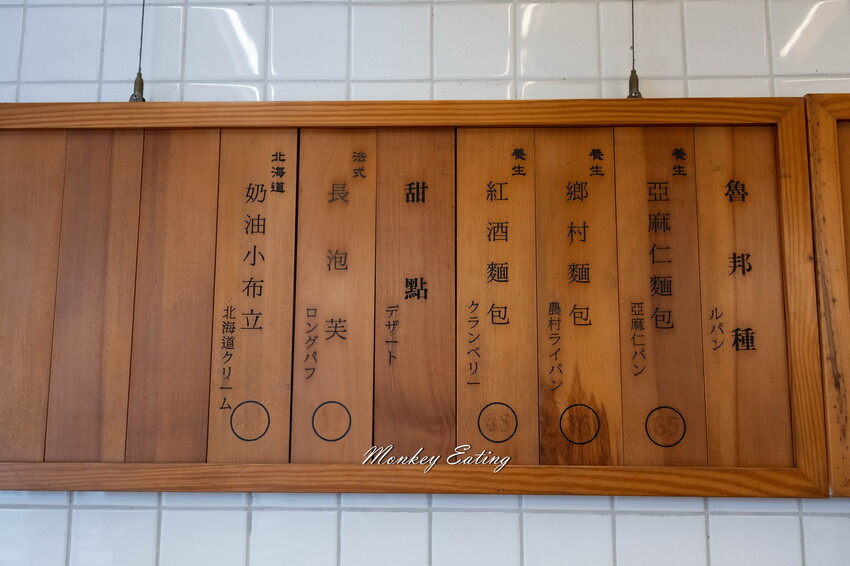 魯邦種
ルパン
養生
亞麻仁麵包
亞麻仁パン
養生
鄉村麵包
農村ライパン
養生
紅酒麵包
クランベリー
甜點
デザート
法式
長泡芙
ロングパフ
北海道
奶油小布立
北海道クリーム
Monkey Eating